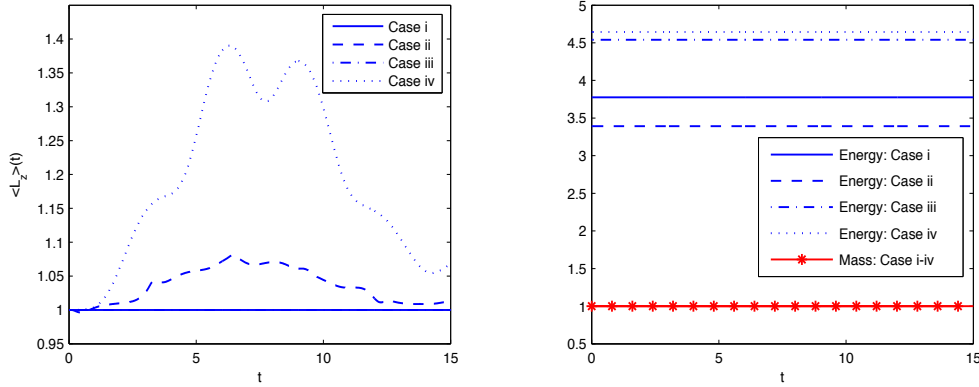 1.4
1.35
1.3
1.25
1.2
1.15
1.1
1.05
1
0.95
<L_z>(t)
0 5 10 15
t
Case i
Case ii
Case iii
Case iv
5
4.5
4
3.5
3
2.5
2
1.5
1
0.5
0 5 10 15
t
Energy: Case i
Energy: Case ii
Energy: Case iii
Energy: Case iv
Mass: Case i-iv